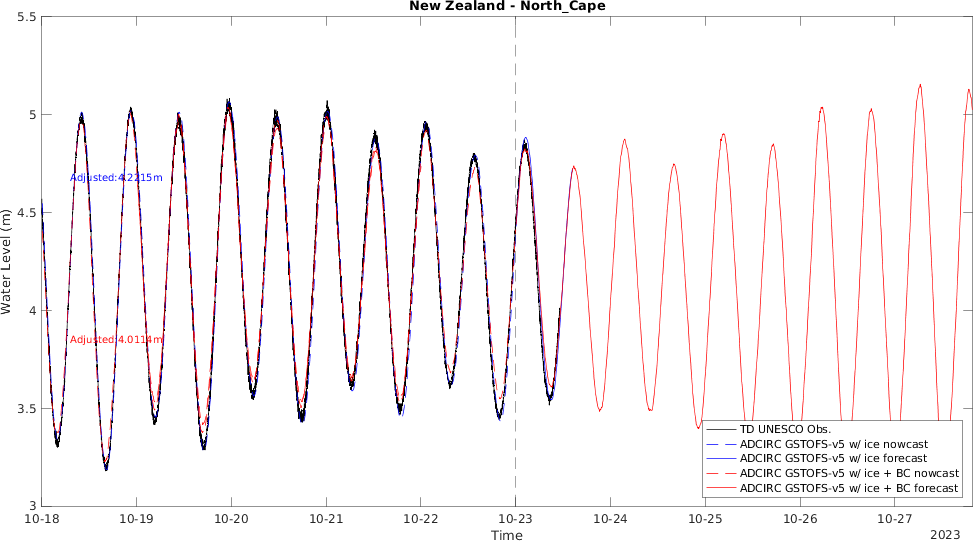 New Zealand - North_Cape
5.5
5
4.5
4
3.5
3
Water Level (m)
Adjusted:4.2215m
Adjusted:4.0114m
TD UNESCO Obs.
ADCIRC GSTOFS-v5 w/ ice nowcast
ADCIRC GSTOFS-v5 w/ ice forecast
ADCIRC GSTOFS-v5 w/ ice + BC nowcast
ADCIRC GSTOFS-v5 w/ ice + BC forecast
10-18 10-19 10-20 10-21 10-22 10-23 10-24 10-25 10-26 10-27
Time
2023